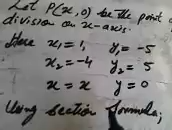 Let P(x,0) be the point of
division on x-axis.
Here x₁ = 1, y₁ = -5
x₂ = -4 y₂ = 5
x = x y = 0
Using section formula;